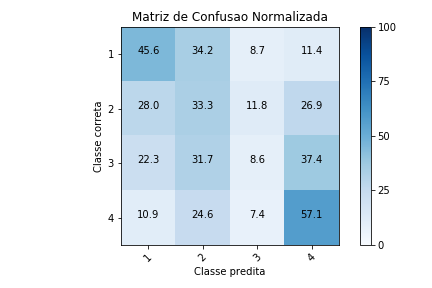 Matriz de Confusao Normalizada
Classe correta
1 45.6 34.2 8.7 11.4
2 28.0 33.3 11.8 26.9
3 22.3 31.7 8.6 37.4
4 10.9 24.6 7.4 57.1
1 2 3 4
Classe predita
100
75
50
25
0